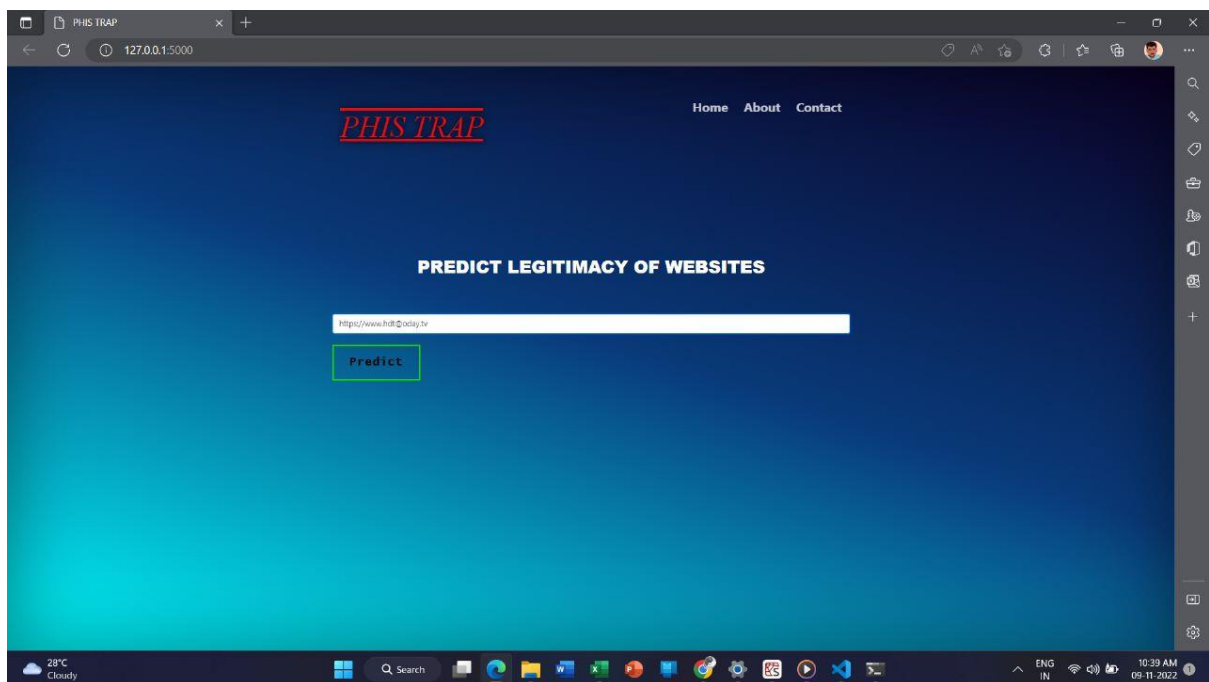 PHIS TRAP
127.0.0.1:5000
Home About Contact
PHIS TRAP
PREDICT LEGITIMACY OF WEBSITES
https://www.hdt@oday.tv
Predict
28°C
Cloudy
Search
ENG
IN
10:39 AM
09-11-2022